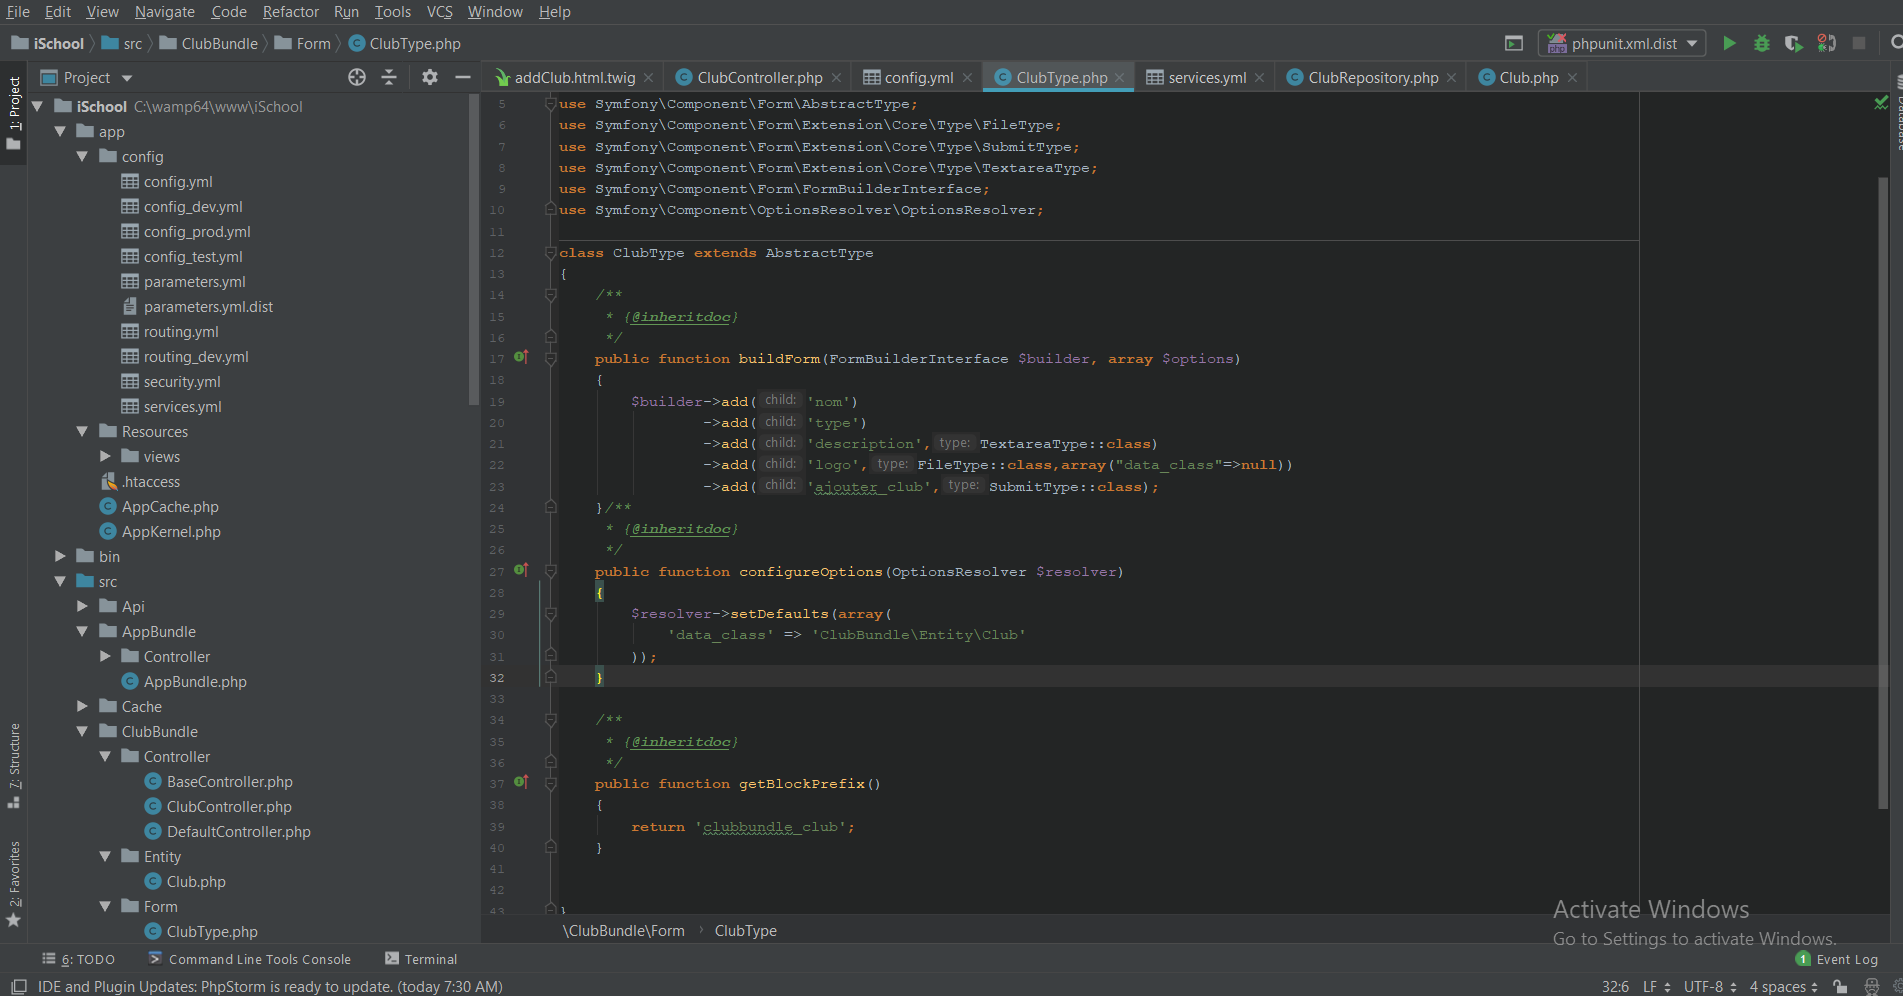 File Edit View Navigate Code Refactor Run Tools VCS Window Help
iSchool src ClubBundle Form ClubType.php phpunit.xml.dist
Project
addClub.html.twig ClubController.php config.yml ClubType.php services.yml ClubRepository.php Club.php
1: Project
7: Structure
2: Favorites
iSchool C:\wamp64\www\iSchool
app
config
config.yml
config_dev.yml
config_prod.yml
config_test.yml
parameters.yml
parameters.yml.dist
routing.yml
routing_dev.yml
security.yml
services.yml
Resources
views
.htaccess
AppCache.php
AppKernel.php
bin
src
Api
AppBundle
Controller
AppBundle.php
Cache
ClubBundle
Controller
BaseController.php
ClubController.php
DefaultController.php
Entity
Club.php
Form
ClubType.php
5 use Symfony\Component\Form\AbstractType;
6 use Symfony\Component\Form\Extension\Core\Type\FileType;
7 use Symfony\Component\Form\Extension\Core\Type\SubmitType;
8 use Symfony\Component\Form\Extension\Core\Type\TextareaType;
9 use Symfony\Component\Form\FormBuilderInterface;
10 use Symfony\Component\OptionsResolver\OptionsResolver;
11
12 class ClubType extends AbstractType
13 {
14 /**
15 * {@inheritdoc}
16 */
17 public function buildForm(FormBuilderInterface $builder, array $options)
18 {
19 $builder->add( child: 'nom')
20 ->add( child: 'type')
21 ->add( child: 'description', type: TextareaType::class)
22 ->add( child: 'logo', type: FileType::class,array("data_class"=>null))
23 ->add( child: 'ajouter_club', type: SubmitType::class);
24 }/**
25 * {@inheritdoc}
26 */
27 public function configureOptions(OptionsResolver $resolver)
28 {
29 $resolver->setDefaults(array(
30 'data_class' => 'ClubBundle\Entity\Club'
31 ));
32 }
33
34 /**
35 * {@inheritdoc}
36 */
37 public function getBlockPrefix()
38 {
39 return 'clubbundle_club';
40 }
41
42
43 }
Database
\ClubBundle\Form › ClubType
Activate Windows
Go to Settings to activate Windows.
6: TODO Command Line Tools Console Terminal 1 Event Log
IDE and Plugin Updates: PhpStorm is ready to update. (today 7:30 AM) 32:6 LF UTF-8 4 spaces